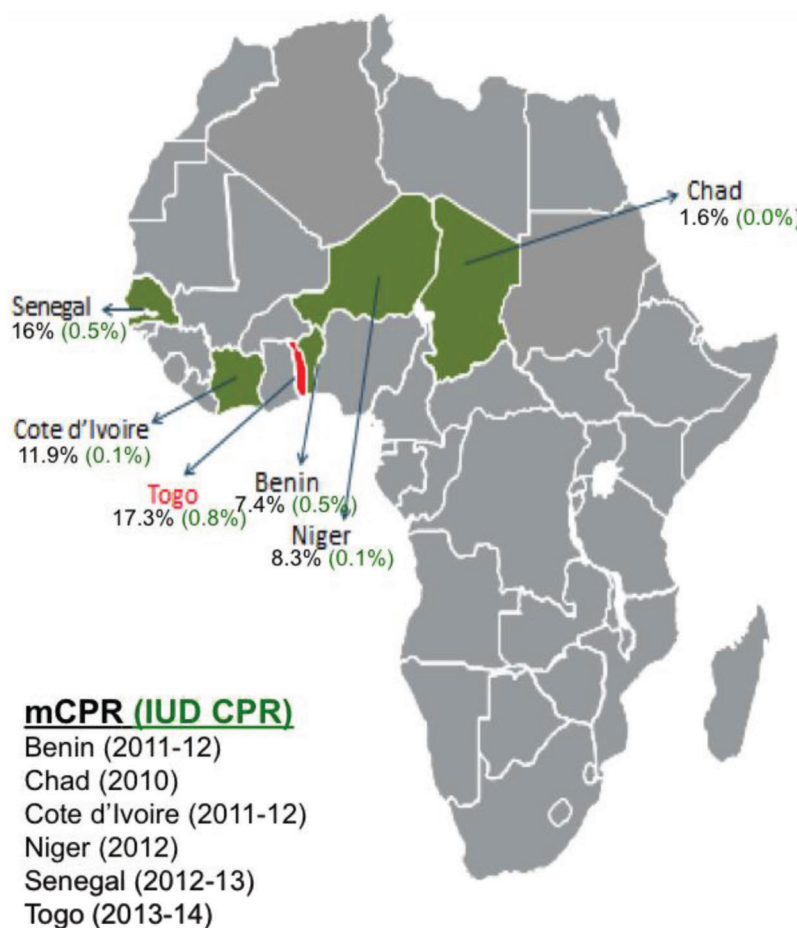 Chad
1.6% (0.0%)
Senegal
16% (0.5%)
Cote d'Ivoire
11.9% (0.1%)
Togo
17.3% (0.8%)
Benin
7.4% (0.5%)
Niger
8.3% (0.1%)
mCPR (IUD CPR)
Benin (2011-12)
Chad (2010)
Cote d'Ivoire (2011-12)
Niger (2012)
Senegal (2012-13)
Togo (2013-14)